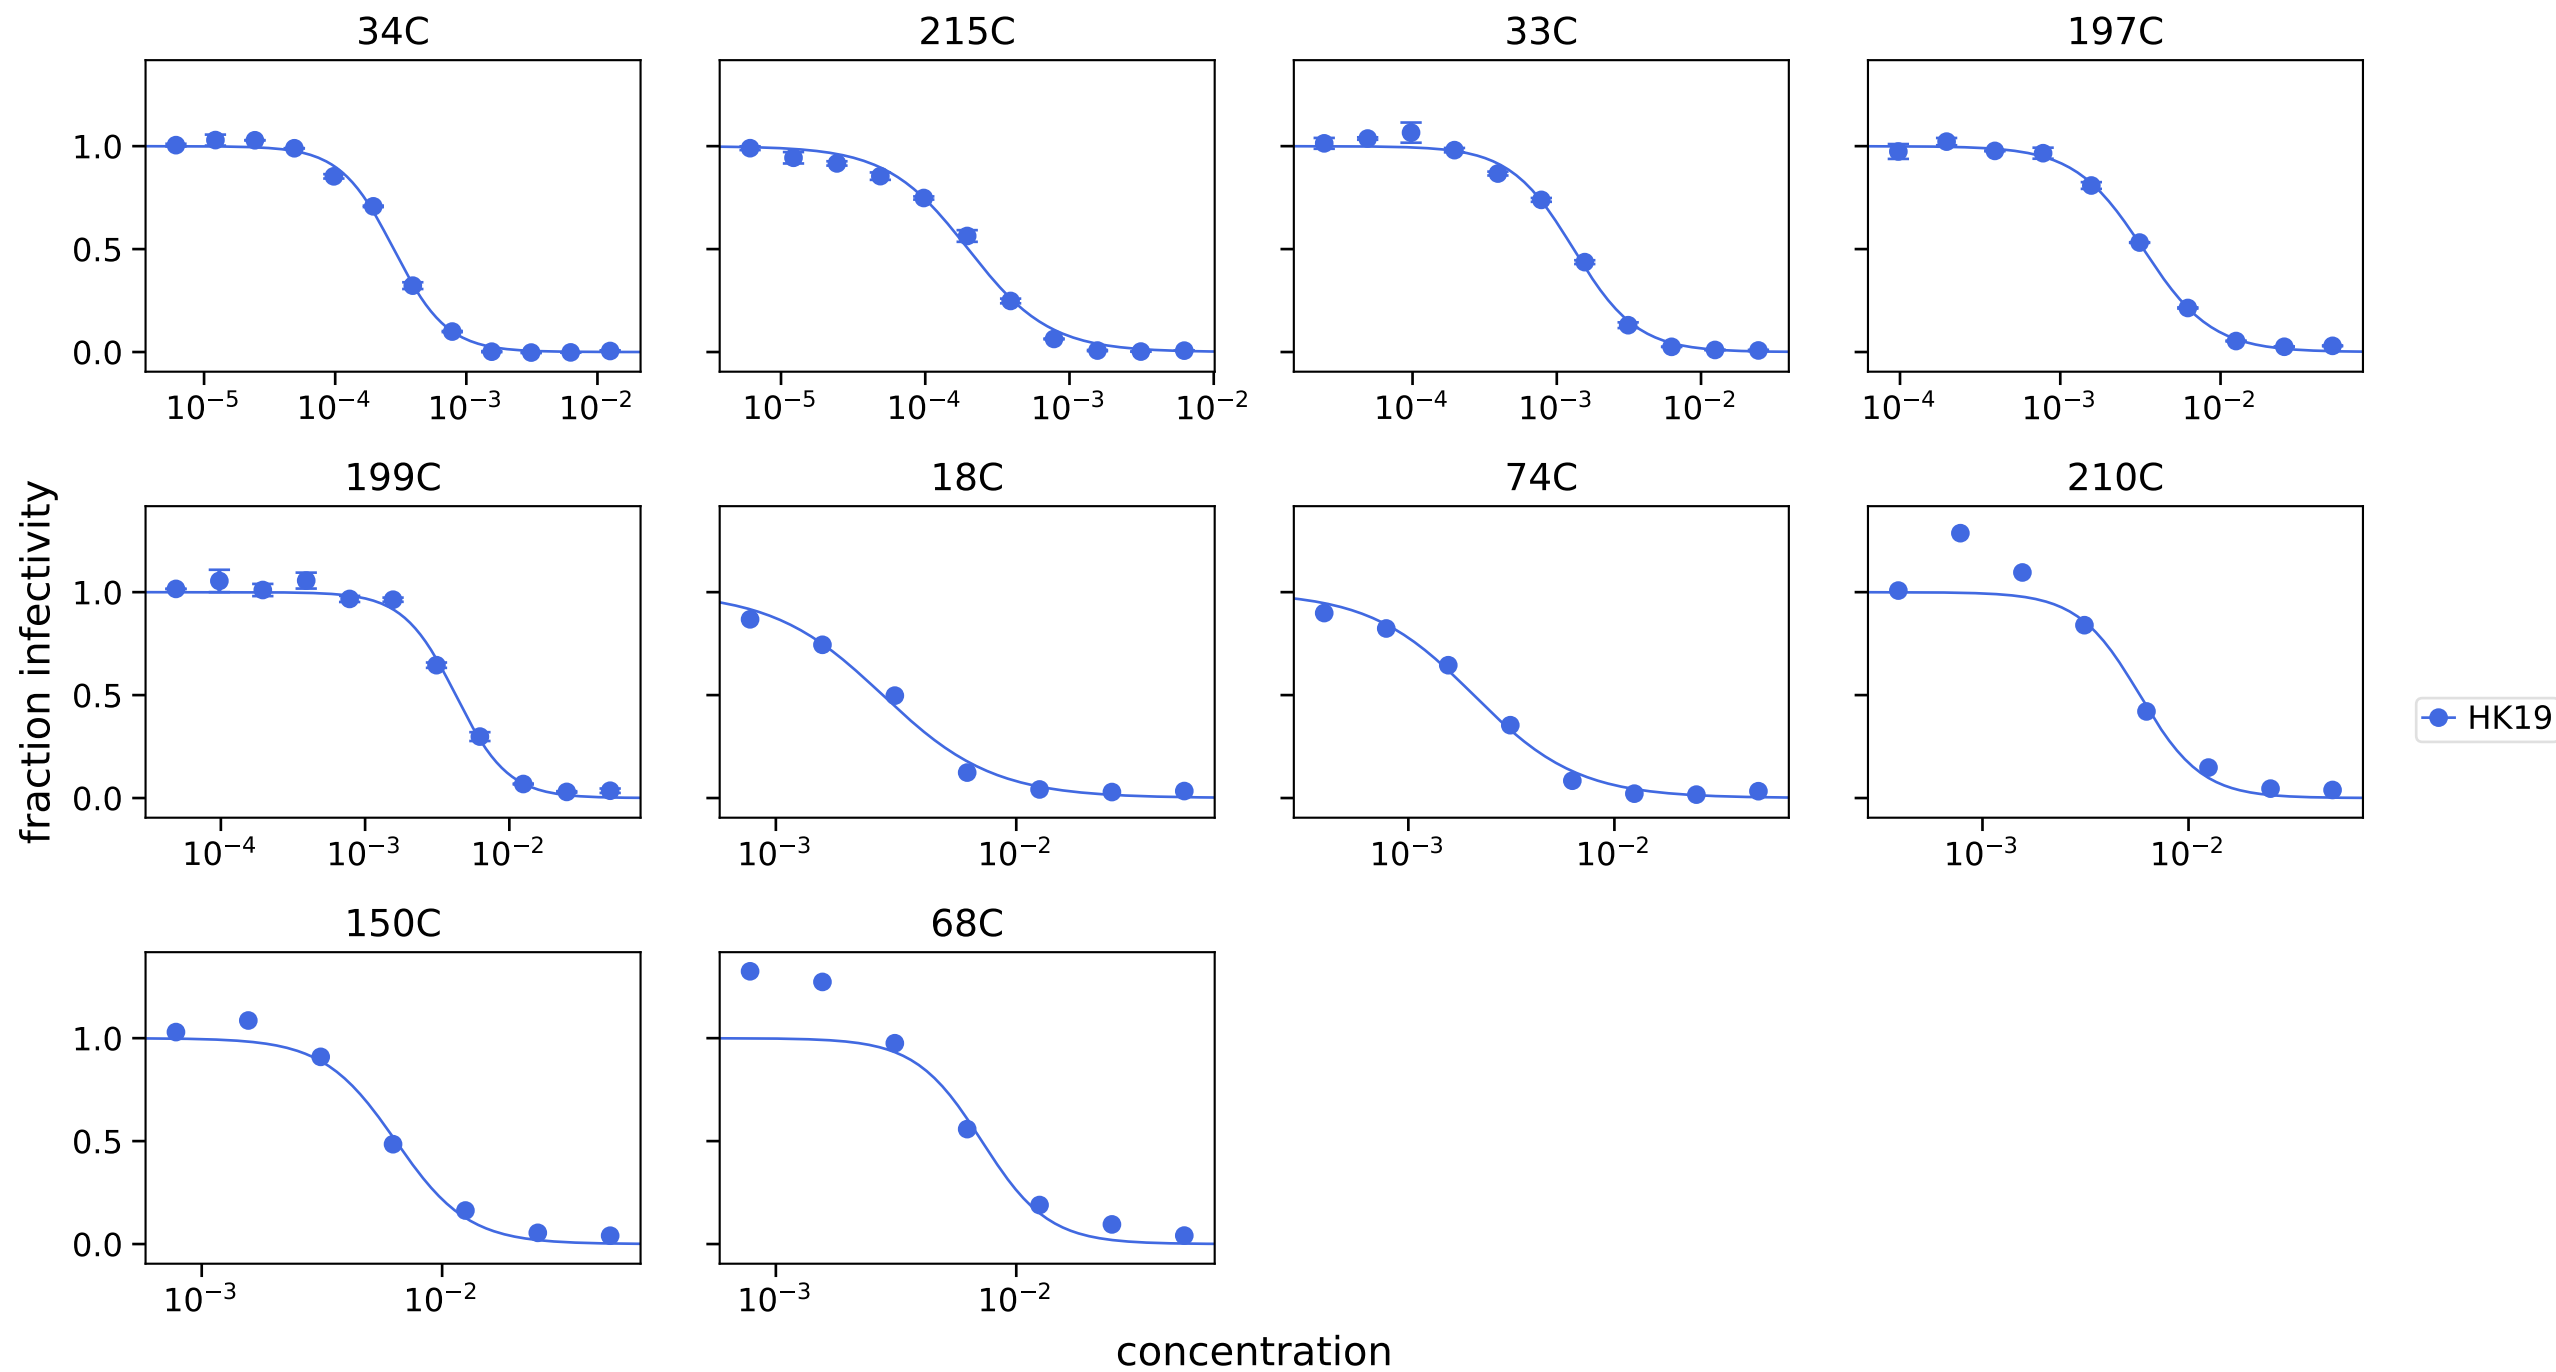 34C 215C 33C 197C
1.0
0.5
0.0
10⁻⁵ 10⁻⁴ 10⁻³ 10⁻² 10⁻⁵ 10⁻⁴ 10⁻³ 10⁻² 10⁻⁴ 10⁻³ 10⁻² 10⁻⁴ 10⁻³ 10⁻²
199C 18C 74C 210C
fraction infectivity
1.0
0.5
0.0
HK19
10⁻⁴ 10⁻³ 10⁻² 10⁻³ 10⁻² 10⁻³ 10⁻² 10⁻³ 10⁻²
150C 68C
1.0
0.5
0.0
10⁻³ 10⁻² 10⁻³ 10⁻²
concentration